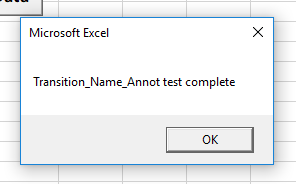 Microsoft Excel
Transition_Name_Annot test complete
OK